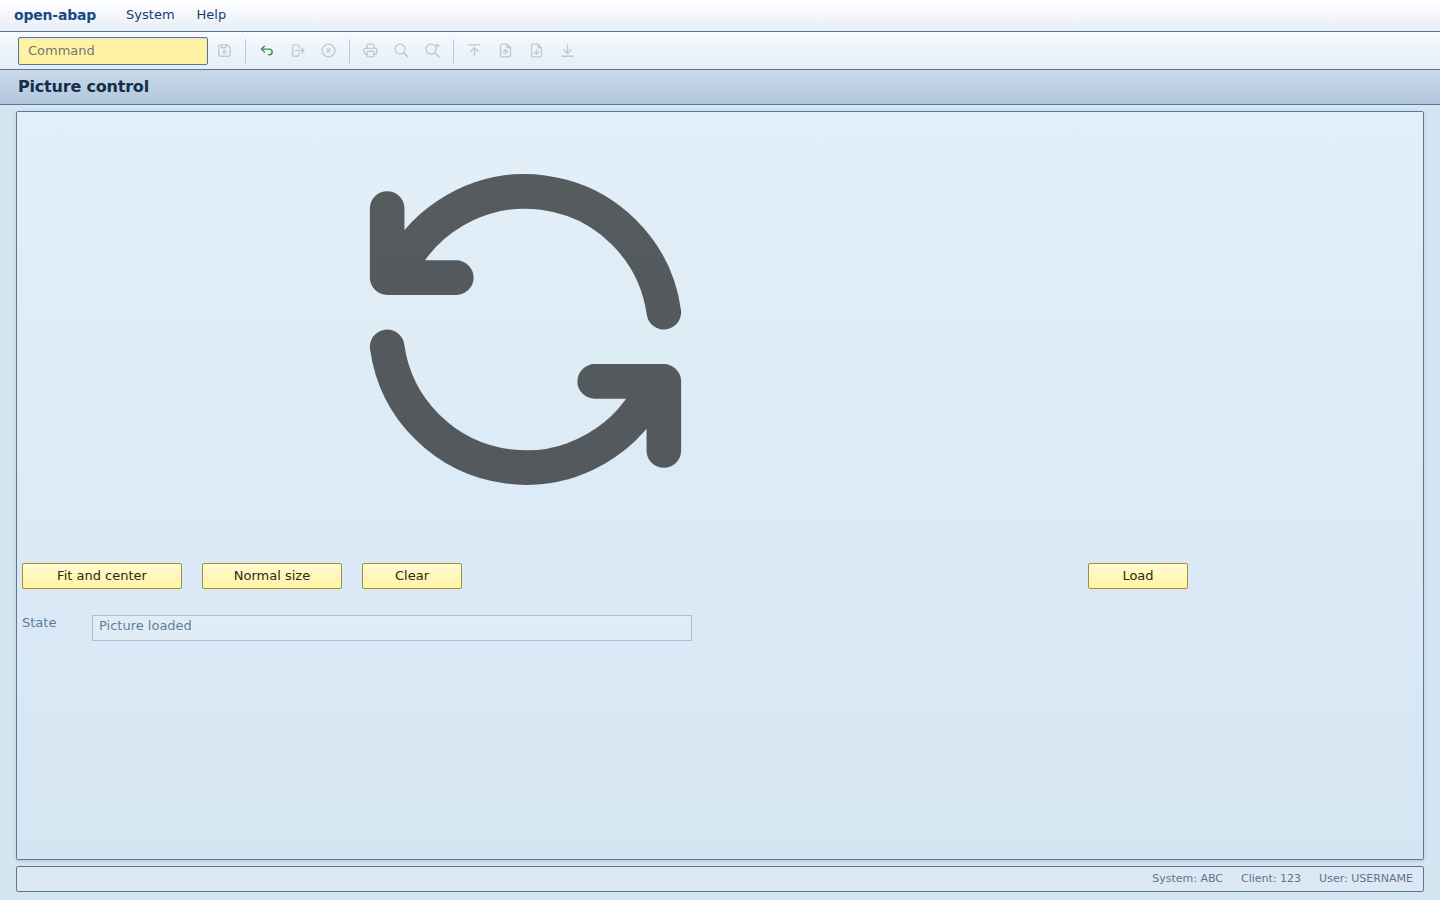 open-abap System Help
Command
Picture control
Fit and center Normal size Clear Load
State Picture loaded
System: ABC Client: 123 User: USERNAME